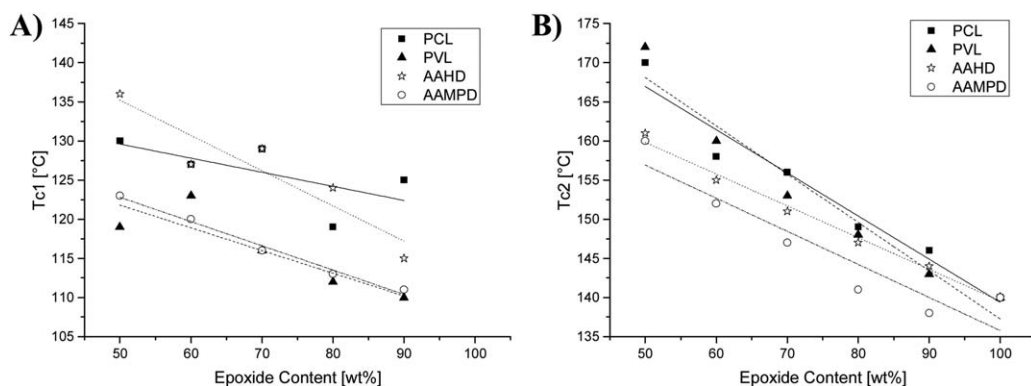 A)
145
140
135
130
125
120
115
110
105
Tc1 [°C]
50 60 70 80 90 100
Epoxide Content [wt%]
PCL
PVL
AAHD
AAMPD
B)
175
170
165
160
155
150
145
140
135
Tc2 [°C]
50 60 70 80 90 100
Epoxide Content [wt%]
PCL
PVL
AAHD
AAMPD